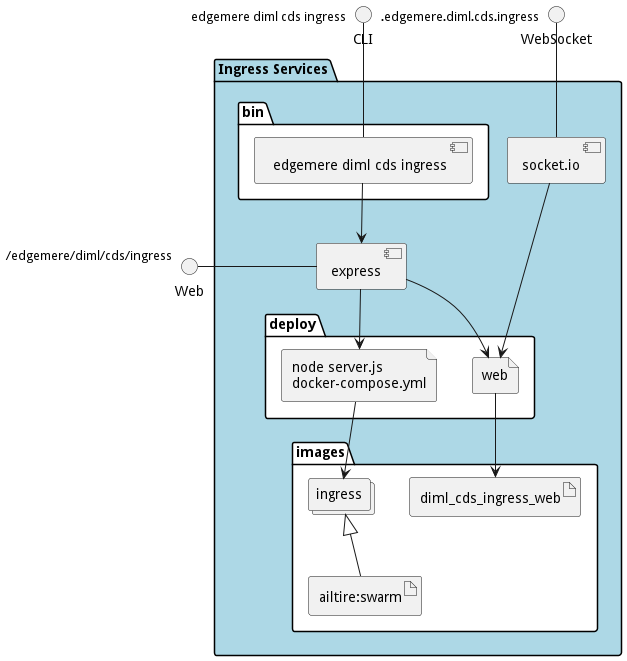 edgemere diml cds ingress
.edgemere.diml.cds.ingress
CLI
WebSocket
Ingress Services
bin
edgemere diml cds ingress
socket.io
/edgemere/diml/cds/ingress
Web
express
deploy
node server.js
docker-compose.yml
web
images
ingress
diml_cds_ingress_web
ailtire:swarm